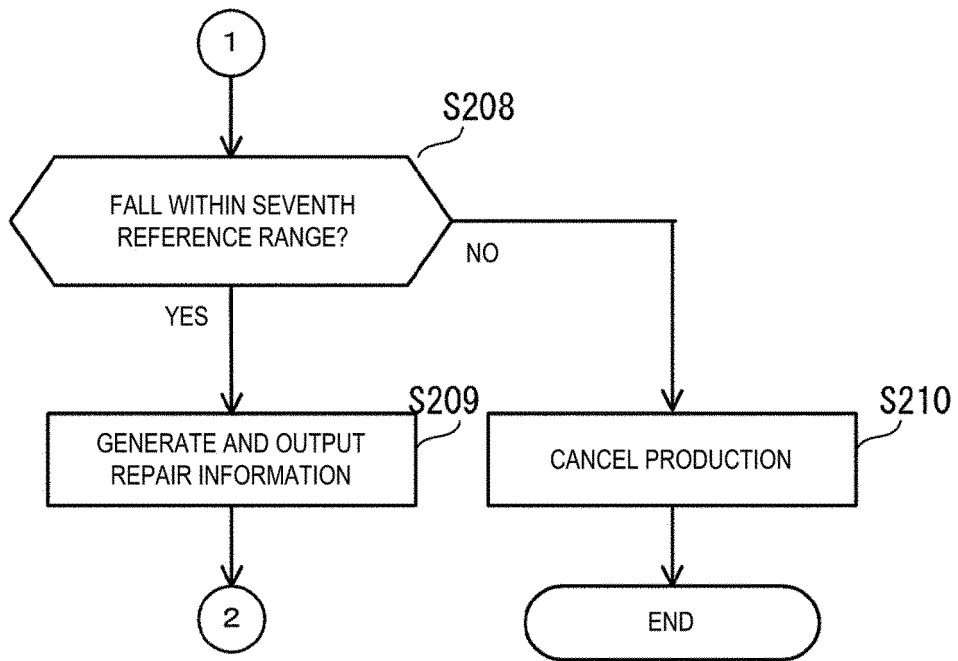 1
S208
FALL WITHIN SEVENTH
REFERENCE RANGE?
NO
YES
S209
GENERATE AND OUTPUT
REPAIR INFORMATION
S210
CANCEL PRODUCTION
2
END